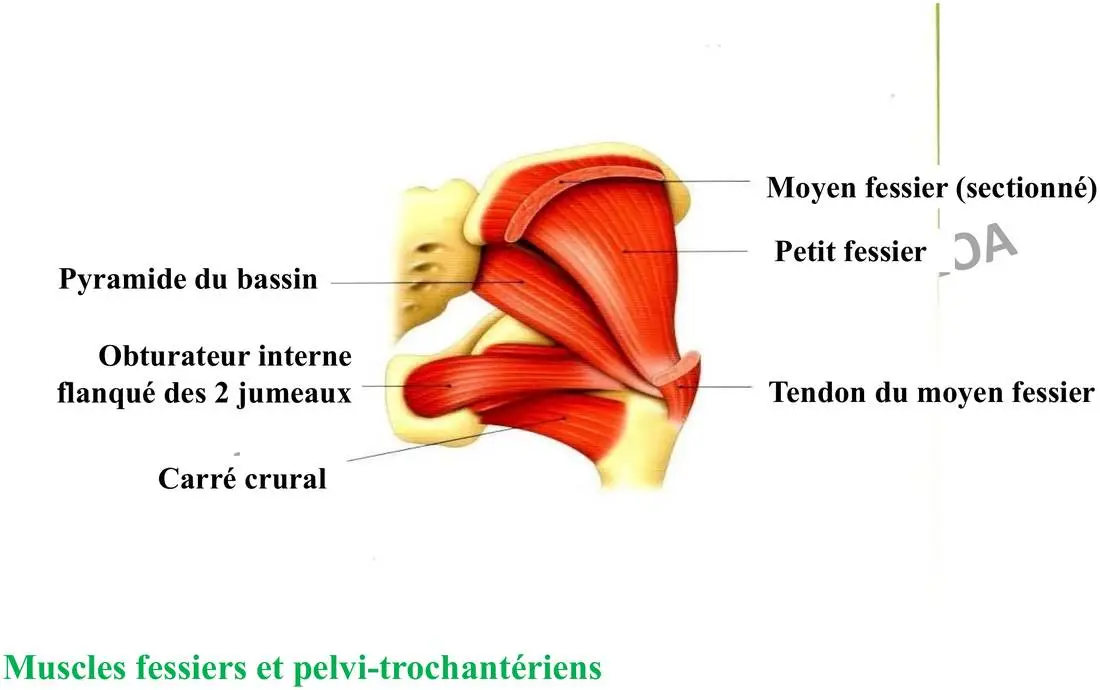 Moyen fessier (sectionné)
Petit fessier
Pyramide du bassin
Obturateur interne
flanqué des 2 jumeaux
Tendon du moyen fessier
Carré crural
Muscles fessiers et pelvi-trochantériens